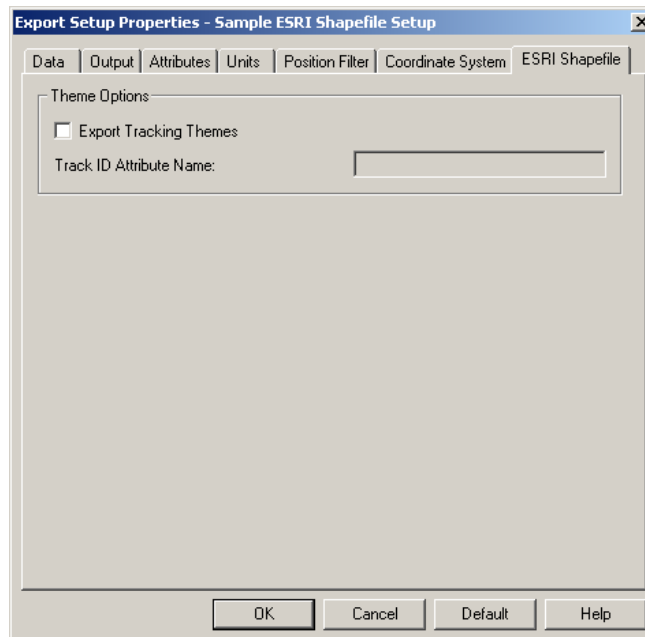 Export Setup Properties - Sample ESRI Shapefile Setup
Data Output Attributes Units Position Filter Coordinate System ESRI Shapefile
Theme Options
Export Tracking Themes
Track ID Attribute Name:
OK Cancel Default Help